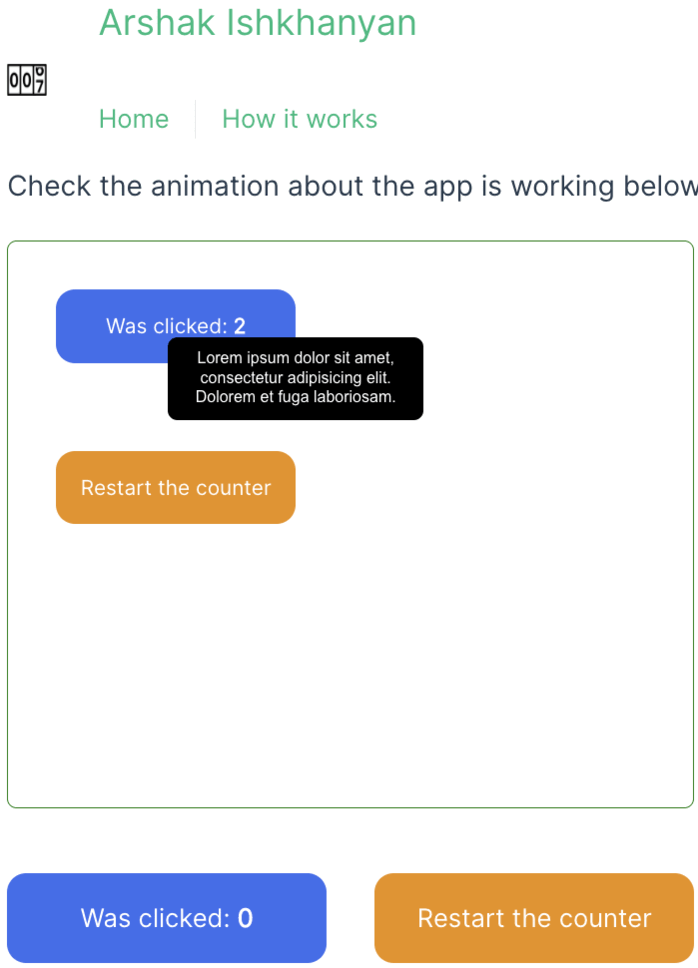 Arshak Ishkhanyan
Home
How it works
Check the animation about the app is working below
Was clicked: 2
Lorem ipsum dolor sit amet,
consectetur adipisicing elit.
Dolorem et fuga laboriosam.
Restart the counter
Was clicked: 0
Restart the counter